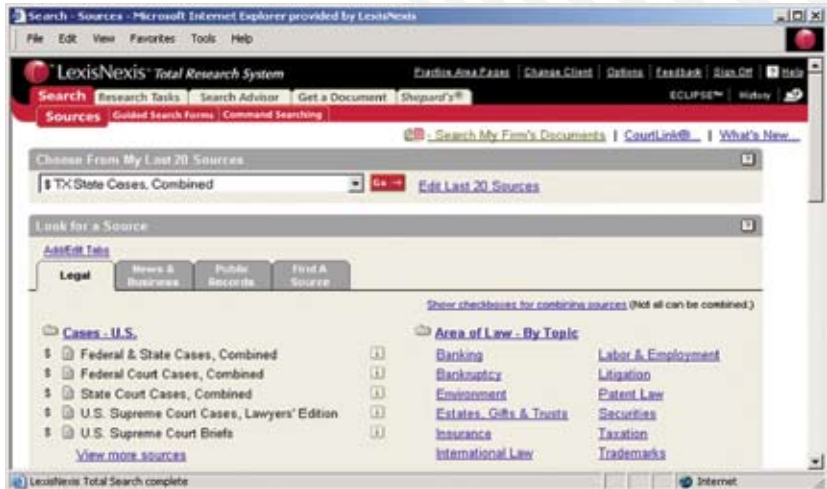 Search - Sources - Microsoft Internet Explorer provided by LexisNexis
File Edit View Favorites Tools Help
LexisNexis™ Total Research System Practice Area Pages | Change Client | Options | Feedback | Sign Off | ? Help
Search Research Tasks Search Advisor Get a Document Shepard's® ECLIPSE™ History
Sources Guided Search Forms | Command Searching
- Search My Firm's Documents | CourtLink® | What's New...
Choose From My Last 20 Sources ?
$ TX State Cases, Combined Go → Edit Last 20 Sources
Look for a Source ?
Add/Edit Tabs
Legal News & Business Public Records Find A Source
Show checkboxes for combining sources (Not all can be combined.)
Cases - U.S. Area of Law - By Topic
$ Federal & State Cases, Combined i Banking Labor & Employment
$ Federal Court Cases, Combined i Bankruptcy Litigation
$ State Court Cases, Combined i Environment Patent Law
$ U.S. Supreme Court Cases, Lawyers' Edition i Estates, Gifts & Trusts Securities
$ U.S. Supreme Court Briefs i Insurance Taxation
View more sources International Law Trademarks
LexisNexis Total Search complete Internet